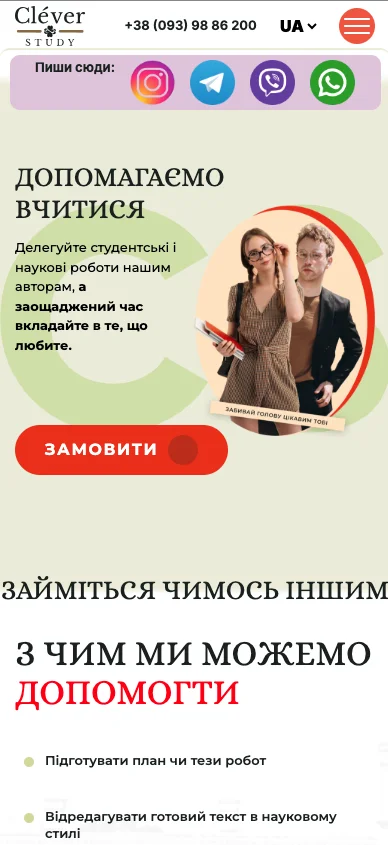 Cléver
STUDY
+38 (093) 98 86 200
UA
Пиши сюди:
ДОПОМАГАЄМО
ВЧИТИСЯ
Делегуйте студентські і
наукові роботи нашим
авторам, а
заощаджений час
вкладайте в те, що
любите.
ЗАБИВАЙ ГОЛОВУ ЦІКАВИМ ТОБІ
ЗАМОВИТИ
ЗАЙМІТЬСЯ ЧИМОСЬ ІНШИМ
З ЧИМ МИ МОЖЕМО
ДОПОМОГТИ
Підготувати план чи тези робот
Відредагувати готовий текст в науковому
стилі